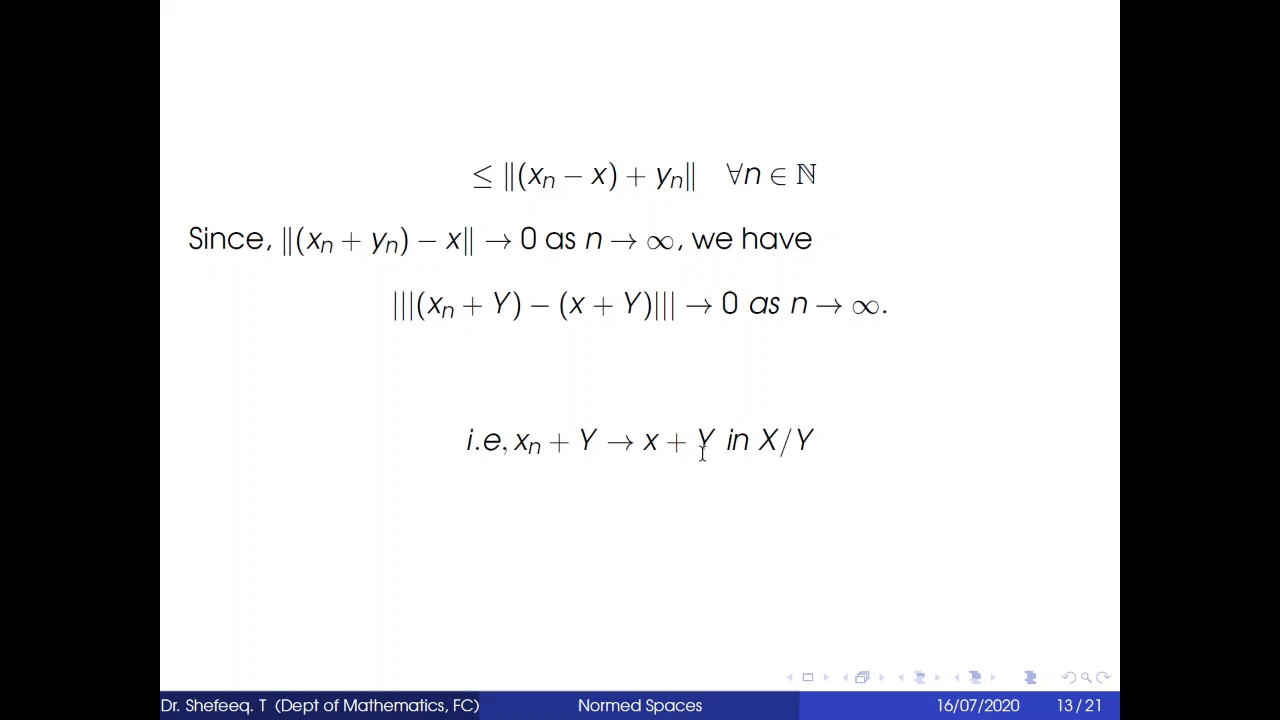 ≤ ‖(xₙ − x) + yₙ‖ ∀n ∈ ℕ
Since, ‖(xₙ + yₙ) − x‖ → 0 as n → ∞, we have
|||(xₙ + Y) − (x + Y)||| → 0 as n → ∞.
i.e, xₙ + Y → x + Y in X/Y
Dr. Shefeeq. T (Dept of Mathematics, FC) Normed Spaces 16/07/2020 13 / 21